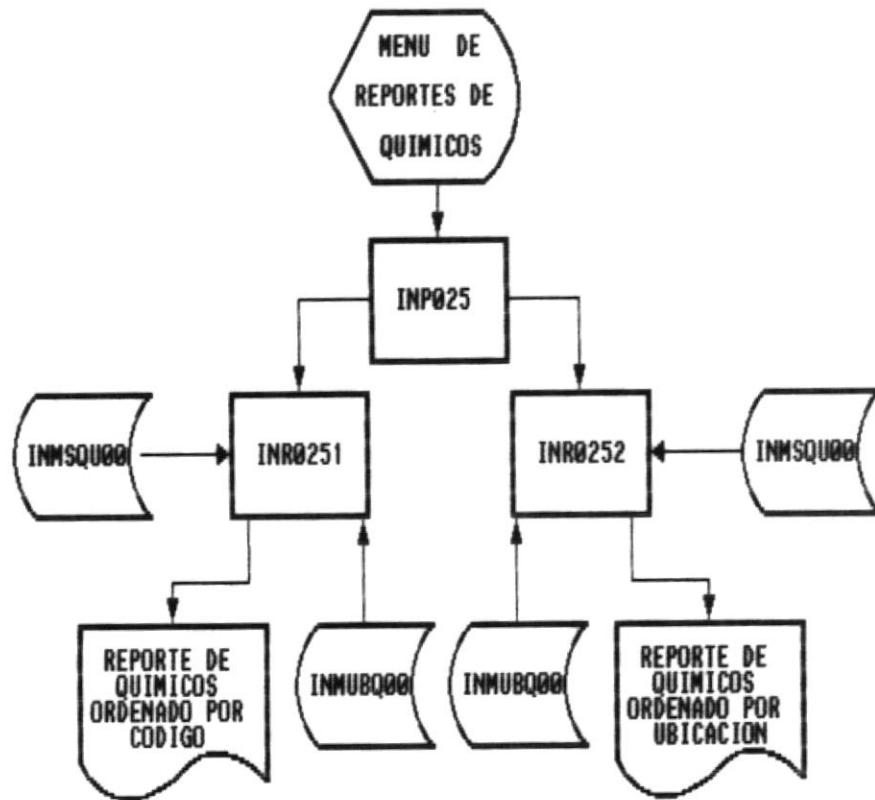 MENU DE
REPORTES DE
QUIMICOS
INP025
INMSQU00
INR0251
INR0252
INMSQU00
REPORTE DE
QUIMICOS
ORDENADO POR
CODIGO
INMUBQ00
INMUBQ00
REPORTE DE
QUIMICOS
ORDENADO POR
UBICACION